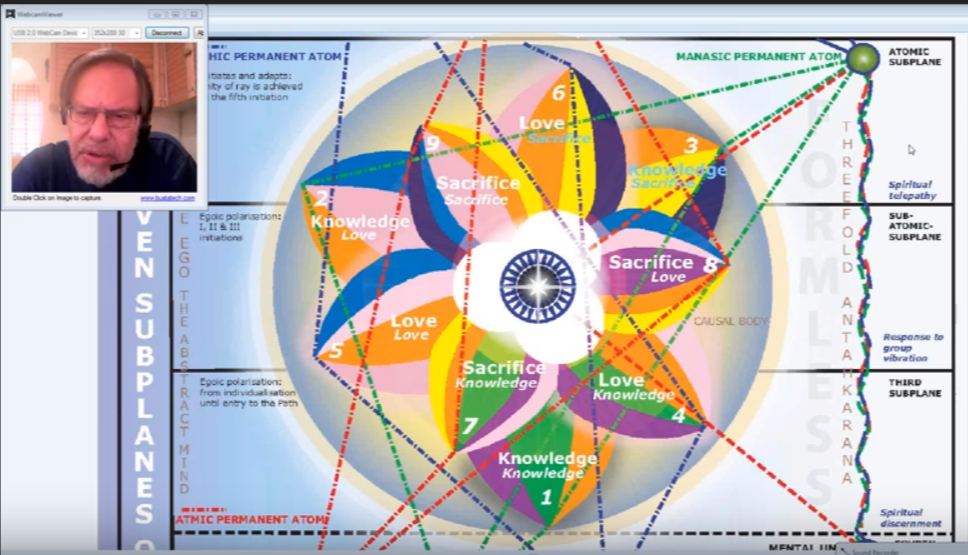 WebcamViewer
USB 2.0 WebCam Desic
352x288 30
Disconnect
Double Click on image to capture.
www.bustatech.com
HIC PERMANENT ATOM
itiates and adepts:
ity of ray is achieved
the fifth initiation
MANASIC PERMANENT ATOM
ATOMIC
SUBPLANE
Spiritual
telepathy
SUB-
ATOMIC-
SUBPLANE
Response to
group
vibration
THIRD
SUBPLANE
Spiritual
discernment
VEN SUBPLANES O
E EGO THE ABSTRACT MIND
Egoic polarisation:
I, II & III
initiations
Egoic polarisation:
from individualisation
until entry to the Path
ATMIC PERMANENT ATOM
6
Love
Sacrifice
9
Sacrifice
Sacrifice
3
Knowledge
Sacrifice
2
Knowledge
Love
Sacrifice 8
Love
Love
Love
5
CAUSAL BODY
Sacrifice
Knowledge
7
Love
Knowledge
4
Knowledge
Knowledge
1
FORMLESS
THREEFOLD ANTAHKARANA
MENTAL UN
Sound Recorder